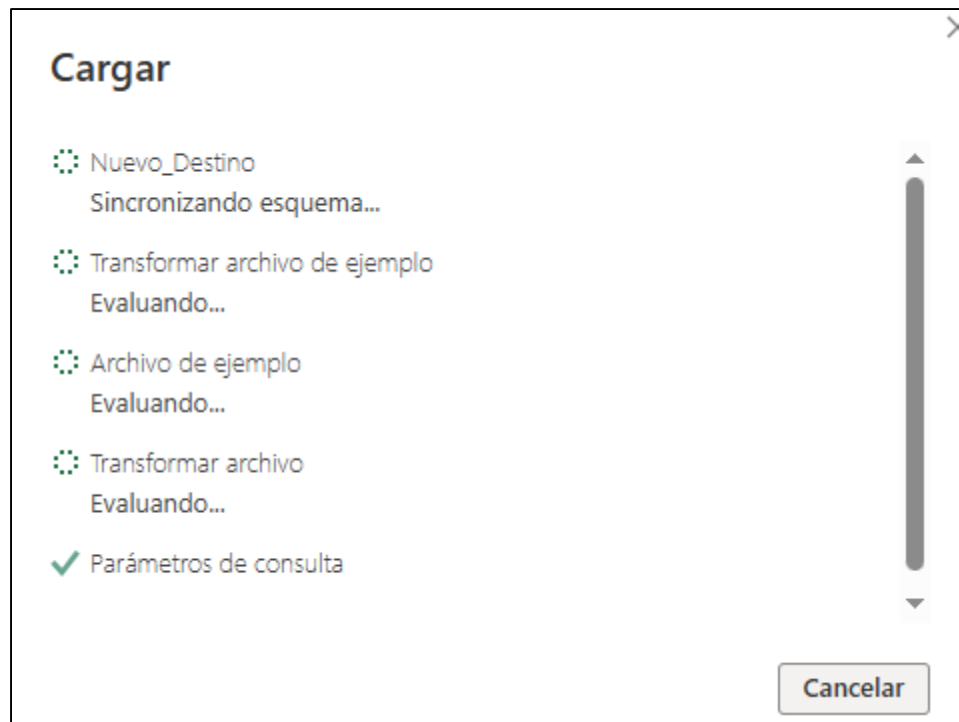 Cargar
Nuevo_Destino
Sincronizando esquema...
Transformar archivo de ejemplo
Evaluando...
Archivo de ejemplo
Evaluando...
Transformar archivo
Evaluando...
Parámetros de consulta
Cancelar